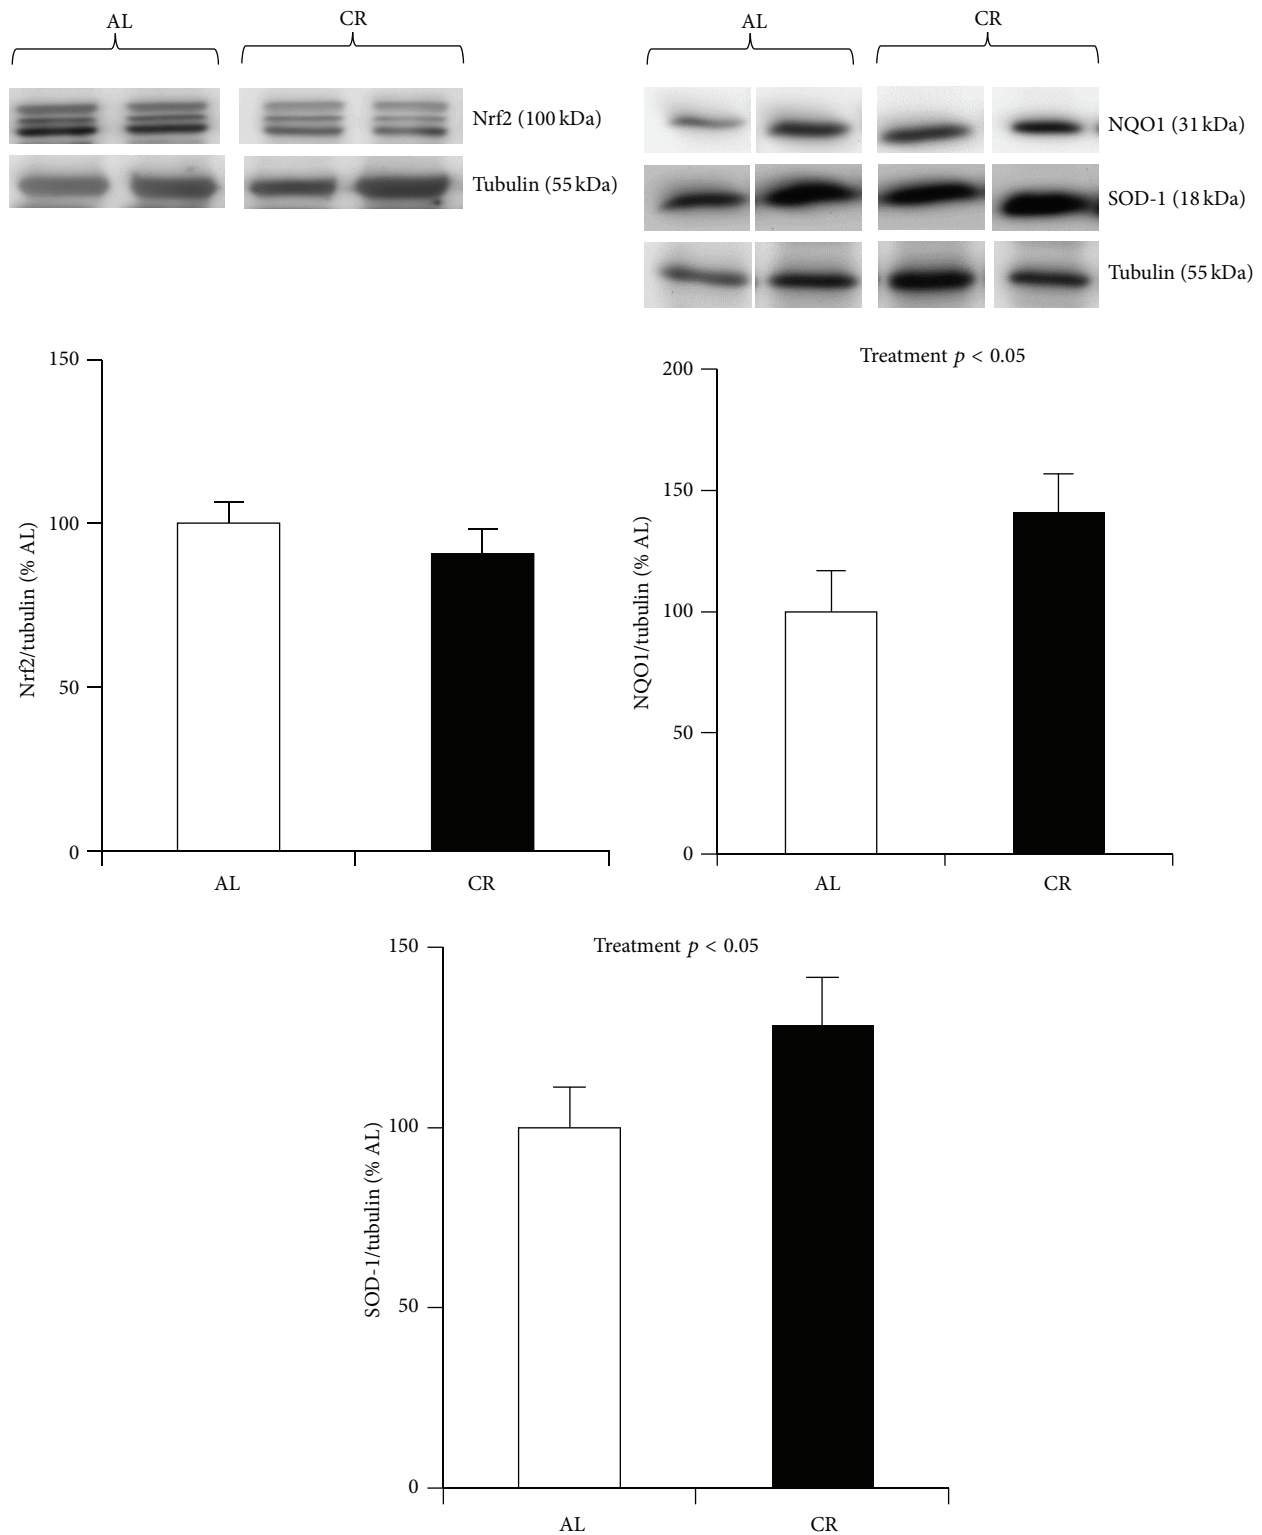 AL
CR
Nrf2 (100 kDa)
Tubulin (55 kDa)
AL
CR
NQO1 (31 kDa)
SOD-1 (18 kDa)
Tubulin (55 kDa)
150
100
50
0
Nrf2/tubulin (% AL)
AL
CR
Treatment p < 0.05
200
150
100
50
0
NQO1/tubulin (% AL)
AL
CR
Treatment p < 0.05
150
100
50
0
SOD-1/tubulin (% AL)
AL
CR